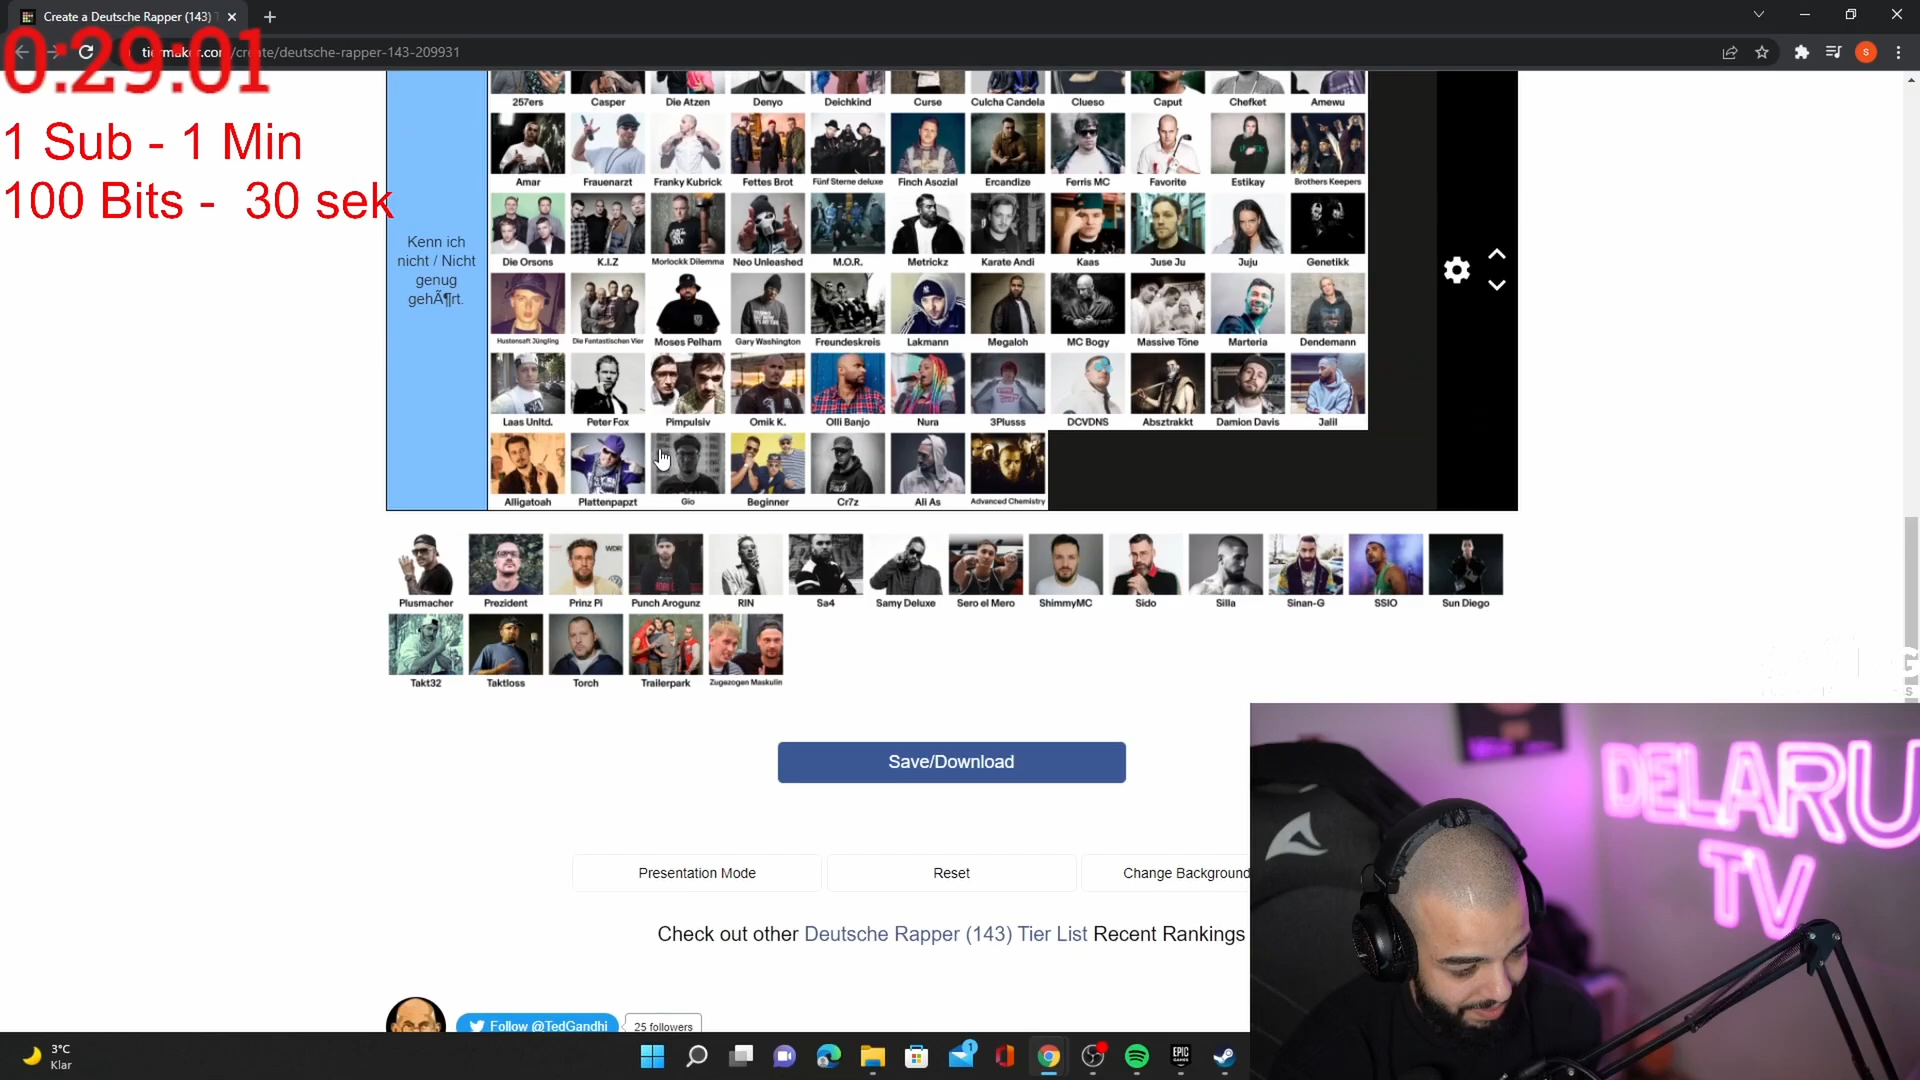 Create a Deutsche Rapper (143) T
tiermaker.com/create/deutsche-rapper-143-209931
0:29:01
1 Sub - 1 Min
100 Bits - 30 sek
257ers Casper Die Atzen Denyo Deichkind Curse Culcha Candela Clueso Caput Chefket Amewu
Amar Frauenarzt Franky Kubrick Fettes Brot Fünf Sterne deluxe Finch Asozial Ercandize Ferris MC Favorite Estikay Brothers Keepers
Kenn ich
nicht / Nicht
genug
gehÃ¶rt.
Die Orsons K.I.Z Morlockk Dilemma Neo Unleashed M.O.R. Metrickz Karate Andi Kaas Juse Ju Juju Genetikk
Hustensaft Jüngling Die Fantastischen Vier Moses Pelham Gary Washington Freundeskreis Lakmann Megaloh MC Bogy Massive Töne Marteria Dendemann
Laas Unltd. Peter Fox Pimpulsiv Omik K. Olli Banjo Nura 3Plusss DCVDNS Absztrakkt Damion Davis Jalil
Alligatoah Plattenpapzt Gio Beginner Cr7z Ali As Advanced Chemistry
Plusmacher Prezident Prinz Pi Punch Arogunz RIN Sa4 Samy Deluxe Sero el Mero ShimmyMC Sido Silla Sinan-G SSIO Sun Diego
Takt32 Taktloss Torch Trailerpark Zugezogen Maskulin
Save/Download
Presentation Mode Reset Change Background
Check out other Deutsche Rapper (143) Tier List Recent Rankings
Follow @TedGandhi 25 followers
DELARU
TV
3°C
Klar